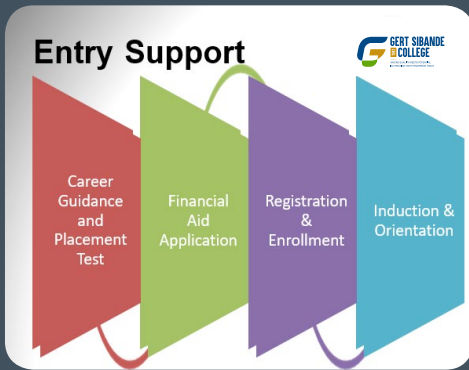 Entry Support
GERT SIBANDE
COLLEGE
Career
Guidance
and
Placement
Test
Financial
Aid
Application
Registration
&
Enrollment
Induction &
Orientation